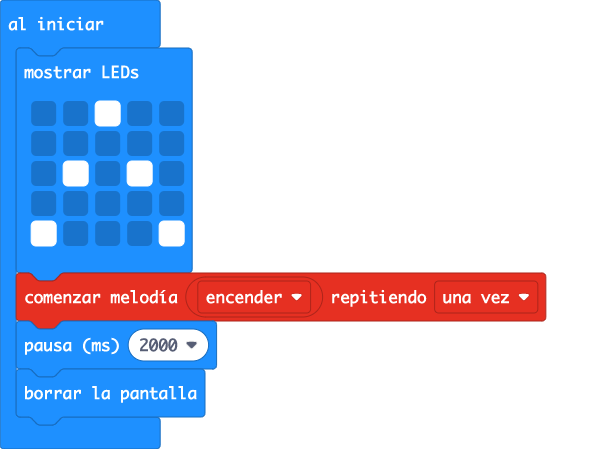 al iniciar
mostrar LEDs
comenzar melodía encender repitiendo una vez
pausa (ms) 2000
borrar la pantalla